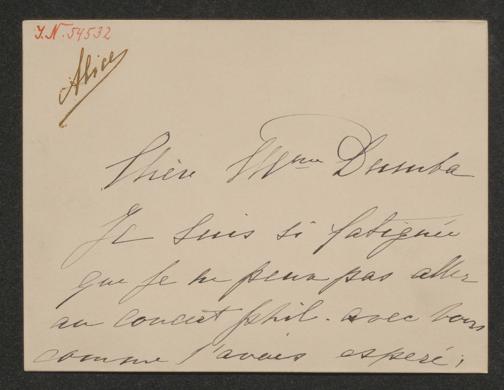 I.N. 54532
Alice
Chère Mme Dumba
Je suis si fatiguée
que je ne peux pas aller
au concert phil. avec vous
comme j'avais espéré,